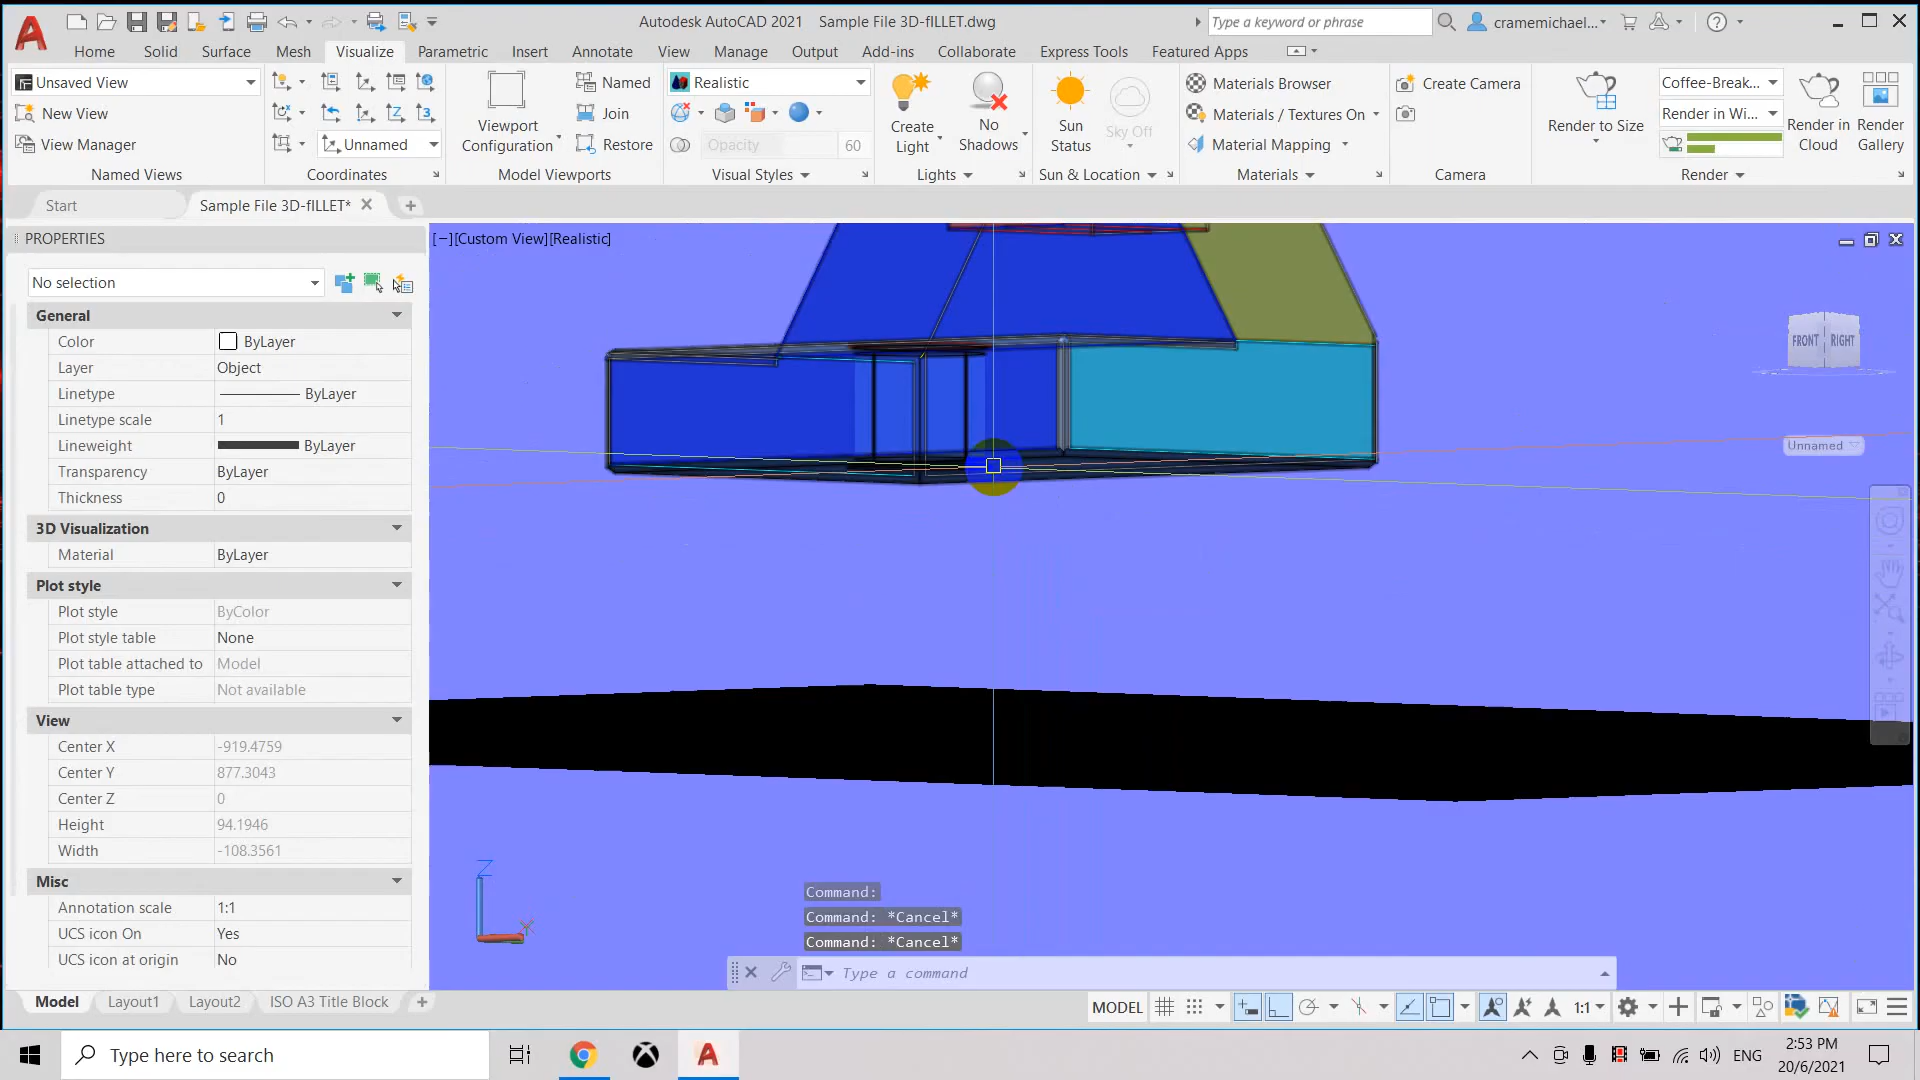 Autodesk AutoCAD 2021 Sample File 3D-fILLET.dwg
Type a keyword or phrase
cramemichael...
Home Solid Surface Mesh Visualize Parametric Insert Annotate View Manage Output Add-ins Collaborate Express Tools Featured Apps
Unsaved View
New View
View Manager
Named Views
Unnamed
Coordinates
Viewport
Configuration
Named
Join
Restore
Model Viewports
Realistic
Opacity 60
Visual Styles
Create
Light
No
Shadows
Lights
Sun
Status
Sky Off
Sun & Location
Materials Browser
Materials / Textures On
Material Mapping
Materials
Create Camera
Camera
Render to Size
Coffee-Break...
Render in Wi...
Render in
Cloud
Render
Gallery
Render
Start
Sample File 3D-fILLET*
PROPERTIES
No selection
General
Color ByLayer
Layer Object
Linetype ByLayer
Linetype scale 1
Lineweight ByLayer
Transparency ByLayer
Thickness 0
3D Visualization
Material ByLayer
Plot style
Plot style ByColor
Plot style table None
Plot table attached to Model
Plot table type Not available
View
Center X -919.4759
Center Y 877.3043
Center Z 0
Height 94.1946
Width -108.3561
Misc
Annotation scale 1:1
UCS icon On Yes
UCS icon at origin No
[−][Custom View][Realistic]
FRONT RIGHT
Unnamed
Z
X
Command:
Command: *Cancel*
Command: *Cancel*
Type a command
Model Layout1 Layout2 ISO A3 Title Block
MODEL 1:1
Type here to search
ENG
2:53 PM
20/6/2021